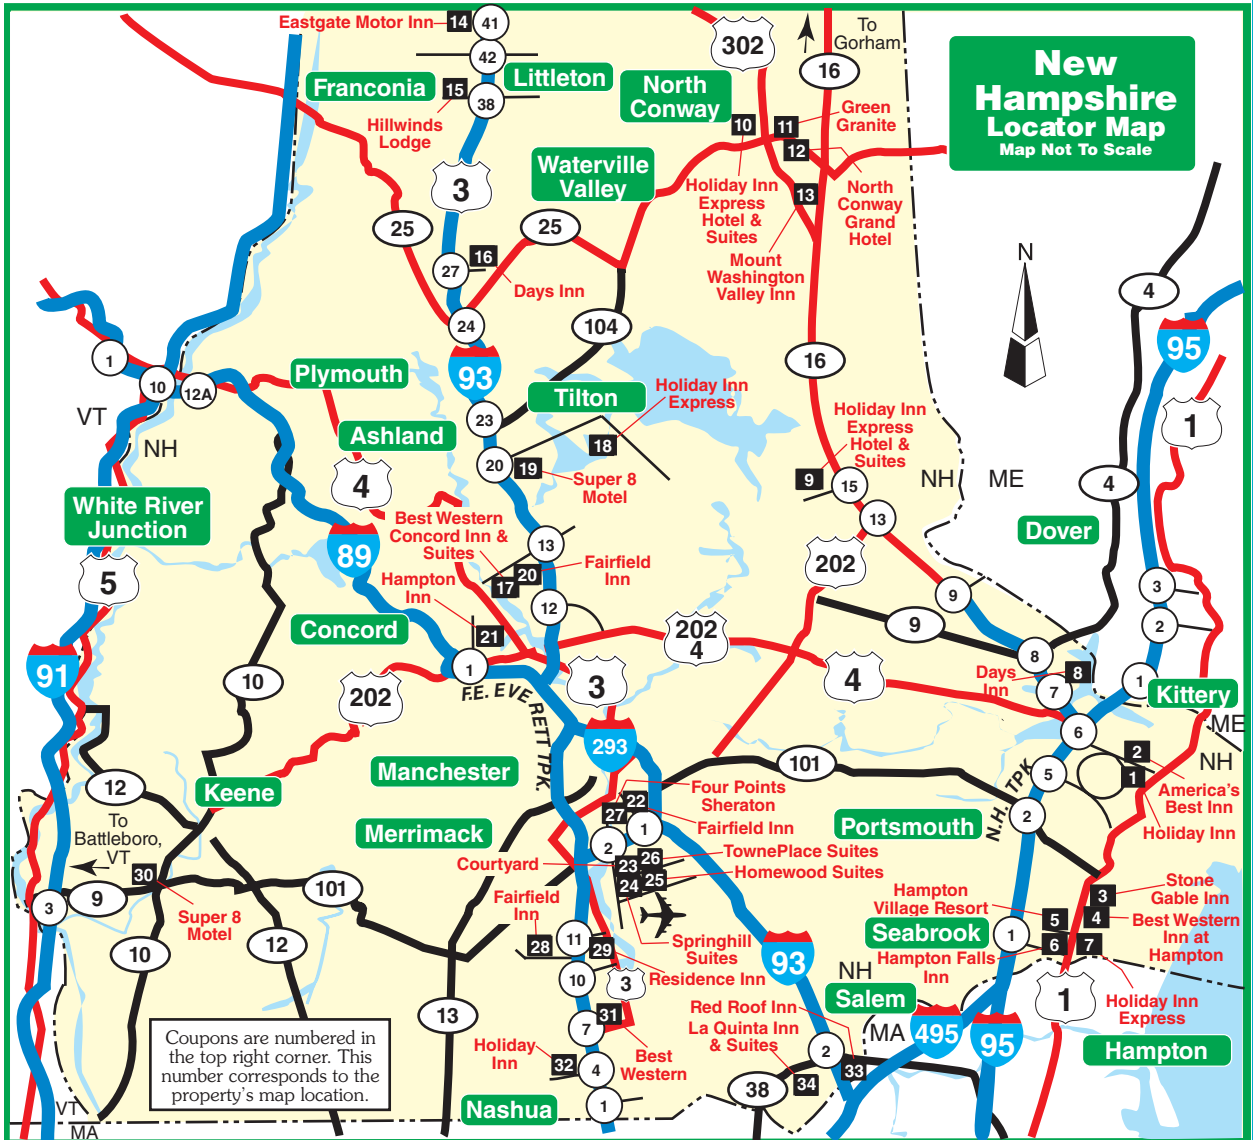 Eastgate Motor Inn
14
41
42
To
Gorham
302
16
New
Hampshire
Locator Map
Map Not To Scale
Franconia
15
38
Littleton
North
Conway
Hillwinds
Lodge
10
11
Green
Granite
12
3
Waterville
Valley
Holiday Inn
Express
Hotel &
Suites
13
North
Conway
Grand
Hotel
25
25
27
16
Days Inn
Mount
Washington
Valley Inn
N
4
24
104
16
95
1
10
12A
VT
NH
Plymouth
93
Tilton
Holiday Inn
Express
23
Ashland
18
20
19
Super 8
Motel
Holiday Inn
Express
Hotel &
Suites
9
15
NH
ME
1
4
4
White River
Junction
Best Western
Concord Inn &
Suites
13
13
Dover
89
17
20
Fairfield
Inn
202
5
Hampton
Inn
12
9
3
Concord
21
202
4
9
2
91
10
202
1
F.E. EVERETT TPK.
3
4
8
Days
Inn
8
7
1
Kittery
ME
NH
293
6
Manchester
101
N.H. TPK
5
2
1
America's
Best Inn
Holiday Inn
12
Keene
Four Points
Sheraton
22
27
1
Fairfield Inn
To
Battleboro,
VT
Merrimack
2
Portsmouth
2
30
Courtyard
23
26
TownePlace Suites
24
25
Homewood Suites
3
9
101
Super 8
Motel
Fairfield
Inn
28
11
29
Springhill
Suites
Residence Inn
Hampton
Village Resort
5
3
Stone
Gable Inn
4
Best Western
Inn at
Hampton
Seabrook
1
Hampton Falls
Inn
6
7
10
12
10
3
93
NH
Salem
1
Holiday Inn
Express
13
7
31
Red Roof Inn
La Quinta Inn
& Suites
MA
495
95
Hampton
Coupons are numbered in
the top right corner. This
number corresponds to the
property's map location.
Holiday
Inn
32
4
Best
Western
2
33
34
38
VT
MA
Nashua
1